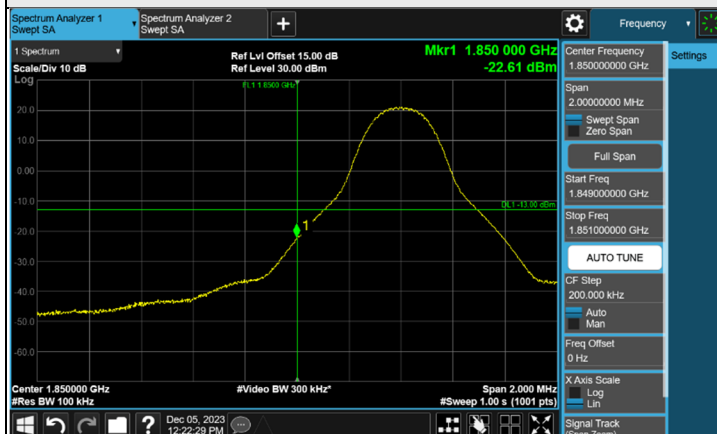 Spectrum Analyzer 1
Swept SA
Spectrum Analyzer 2
Swept SA
+
Frequency
1 Spectrum
Scale/Div 10 dB
Log
Ref Lvl Offset 15.00 dB
Ref Level 30.00 dBm
Mkr1 1.850 000 GHz
-22.61 dBm
FL1 1.8500 GHz
20.0
10.0
0.00
-10.0
-20.0
-30.0
-40.0
-50.0
-60.0
DL1 -13.00 dBm
1
Center 1.850000 GHz
#Res BW 100 kHz
#Video BW 300 kHz*
Span 2.000 MHz
#Sweep 1.00 s (1001 pts)
Center Frequency
1.850000000 GHz
Settings
Span
2.00000000 MHz
Swept Span
Zero Span
Full Span
Start Freq
1.849000000 GHz
Stop Freq
1.851000000 GHz
AUTO TUNE
CF Step
200.000 kHz
Auto
Man
Freq Offset
0 Hz
X Axis Scale
Log
Lin
Signal Track
(Span Zoom)
?
Dec 05, 2023
12:22:29 PM